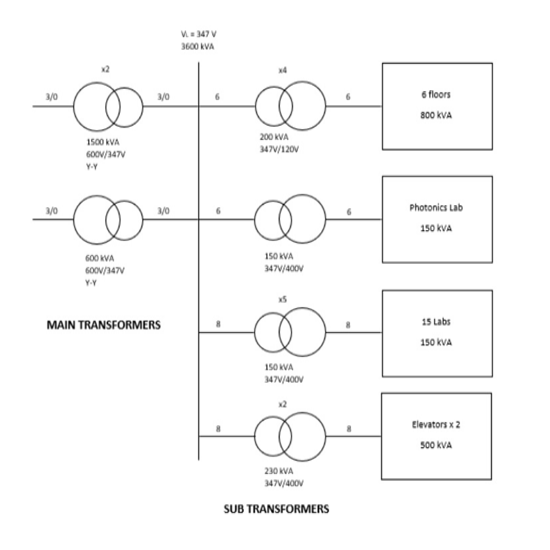 VL = 347 V
3600 kVA
x2
3/0
3/0
1500 kVA
600V/347V
Y-Y
3/0
3/0
600 kVA
600V/347V
Y-Y
MAIN TRANSFORMERS
x4
6
6
200 kVA
347V/120V
6 floors
800 kVA
6
6
150 kVA
347V/400V
Photonics Lab
150 kVA
x5
8
8
150 kVA
347V/400V
15 Labs
150 kVA
x2
8
8
230 kVA
347V/400V
Elevators x 2
500 kVA
SUB TRANSFORMERS